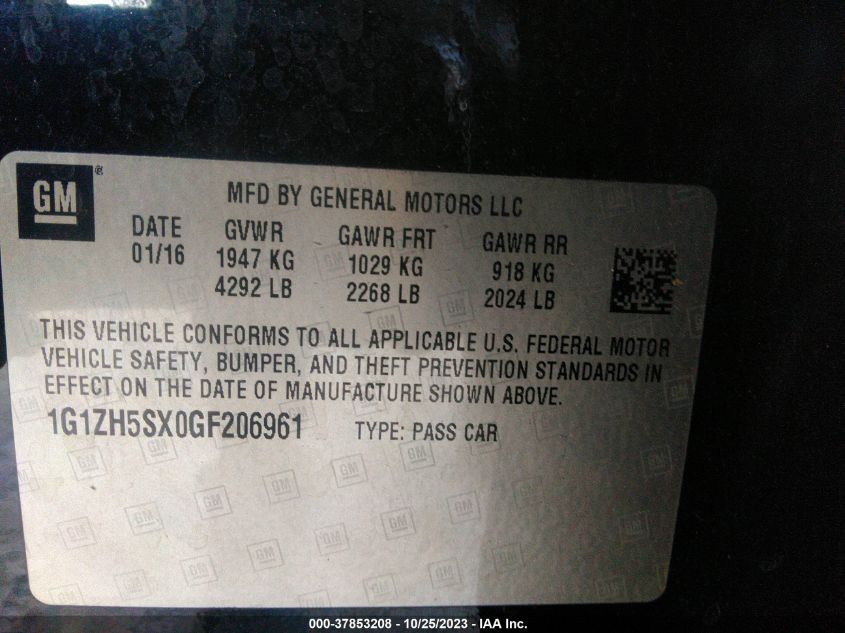 GM®
MFD BY GENERAL MOTORS LLC
DATE GVWR GAWR FRT GAWR RR
01/16 1947 KG 1029 KG 918 KG
4292 LB 2268 LB 2024 LB
THIS VEHICLE CONFORMS TO ALL APPLICABLE U.S. FEDERAL MOTOR
VEHICLE SAFETY, BUMPER, AND THEFT PREVENTION STANDARDS IN
EFFECT ON THE DATE OF MANUFACTURE SHOWN ABOVE.
1G1ZH5SX0GF206961 TYPE: PASS CAR
000-37853208 - 10/25/2023 - IAA Inc.